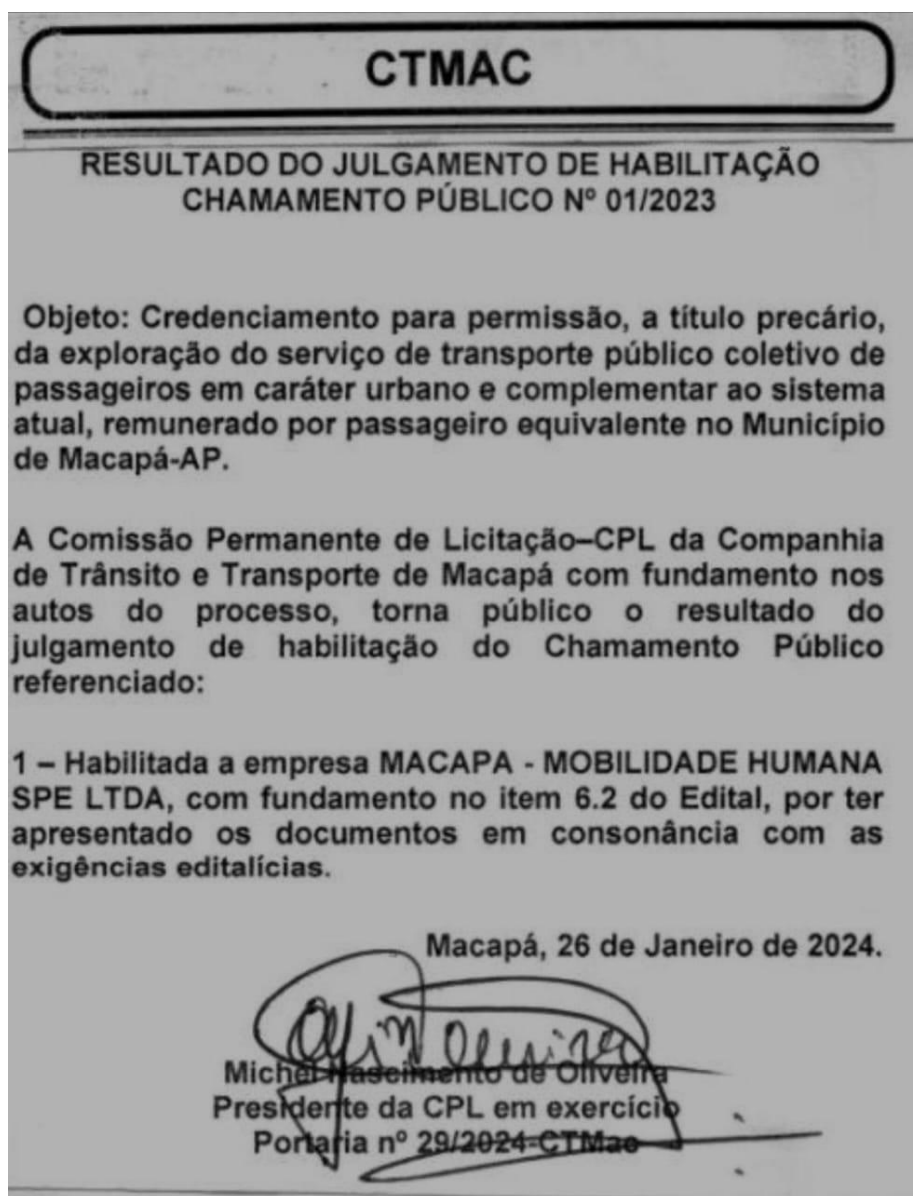 CTMAC
RESULTADO DO JULGAMENTO DE HABILITAÇÃO
CHAMAMENTO PÚBLICO Nº 01/2023
Objeto: Credenciamento para permissão, a título precário,
da exploração do serviço de transporte público coletivo de
passageiros em caráter urbano e complementar ao sistema
atual, remunerado por passageiro equivalente no Município
de Macapá-AP.
A Comissão Permanente de Licitação–CPL da Companhia
de Trânsito e Transporte de Macapá com fundamento nos
autos do processo, torna público o resultado do
julgamento de habilitação do Chamamento Público
referenciado:
1 – Habilitada a empresa MACAPA - MOBILIDADE HUMANA
SPE LTDA, com fundamento no item 6.2 do Edital, por ter
apresentado os documentos em consonância com as
exigências editalícias.
Macapá, 26 de Janeiro de 2024.
Michel Nascimento de Oliveira
Presidente da CPL em exercício
Portaria nº 29/2024-CTMac